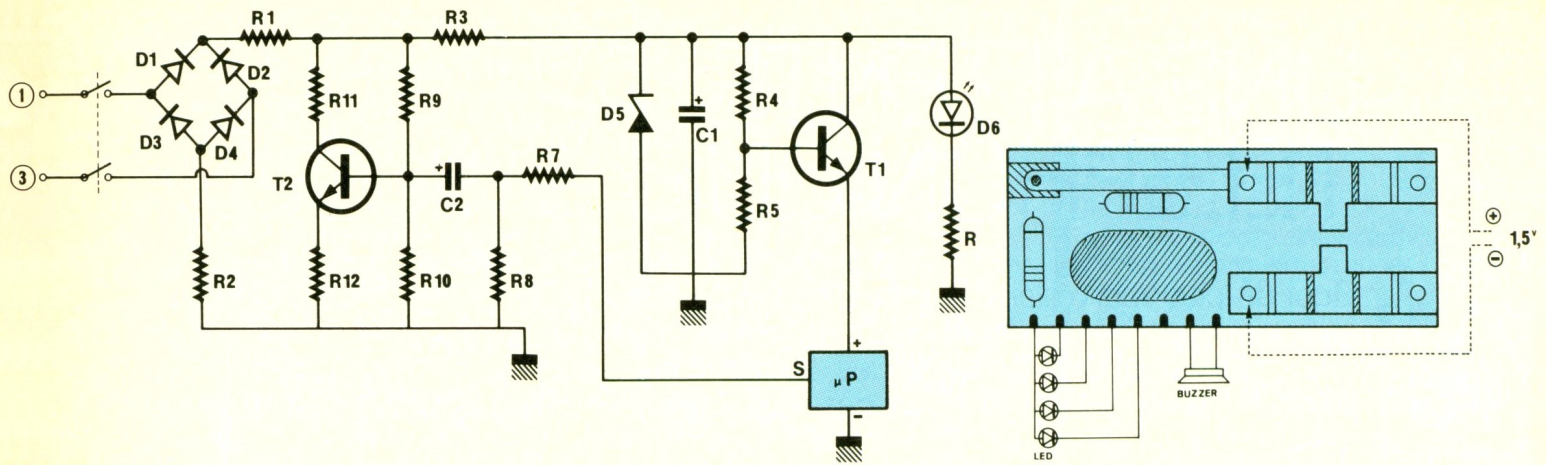 R1
R3
D1
D2
D3
D4
1
3
R11
R9
T2
C2
+
R7
R2
R12
R10
R8
D5
+
C1
R4
R5
T1
D6
R
S
+
µP
−
+
1,5v
−
LED
BUZZER